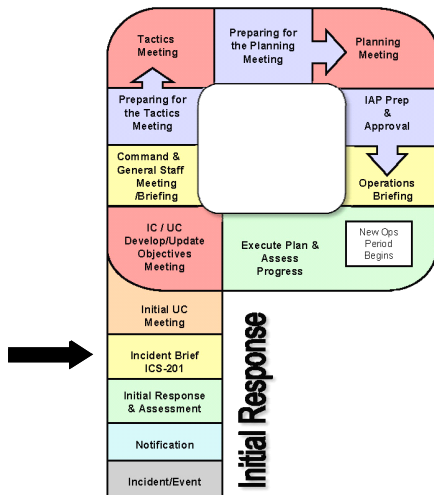 Tactics
Meeting
Preparing for
the Planning
Meeting
Planning
Meeting
Preparing for
the Tactics
Meeting
IAP Prep
&
Approval
Command &
General Staff
Meeting
/Briefing
Operations
Briefing
IC / UC
Develop/Update
Objectives
Meeting
Execute Plan &
Assess
Progress
New Ops
Period
Begins
Initial UC
Meeting
Incident Brief
ICS-201
Initial Response
& Assessment
Notification
Incident/Event
Initial Response